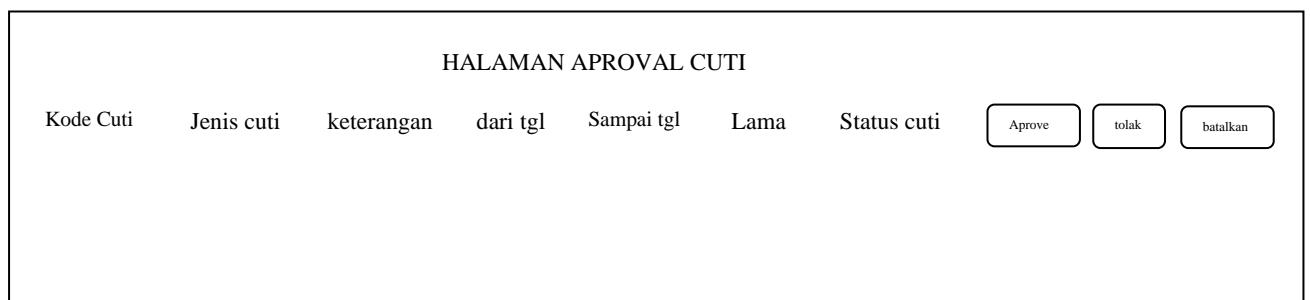 HALAMAN APROVAL CUTI
Kode Cuti Jenis cuti keterangan dari tgl Sampai tgl Lama Status cuti Aprove tolak batalkan